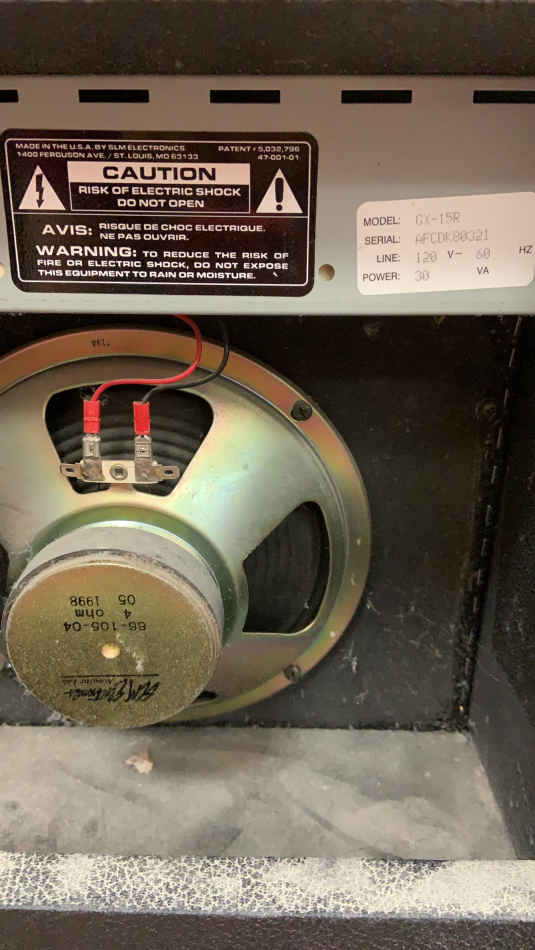 MADE IN THE U.S.A. BY SLM ELECTRONICS
1400 FERGUSON AVE. / ST. LOUIS, MO 63133
PATENT # 5,032,796
47-001-01
CAUTION
RISK OF ELECTRIC SHOCK
DO NOT OPEN
AVIS: RISQUE DE CHOC ELECTRIQUE.
NE PAS OUVRIR.
WARNING: TO REDUCE THE RISK OF
FIRE OR ELECTRIC SHOCK, DO NOT EXPOSE
THIS EQUIPMENT TO RAIN OR MOISTURE.
MODEL: GX-15R
SERIAL: AFCDK80321
LINE: 120 V~ 60 HZ
POWER: 30 VA
SLM Electronics
66-105-04
4 ohm
05 1998